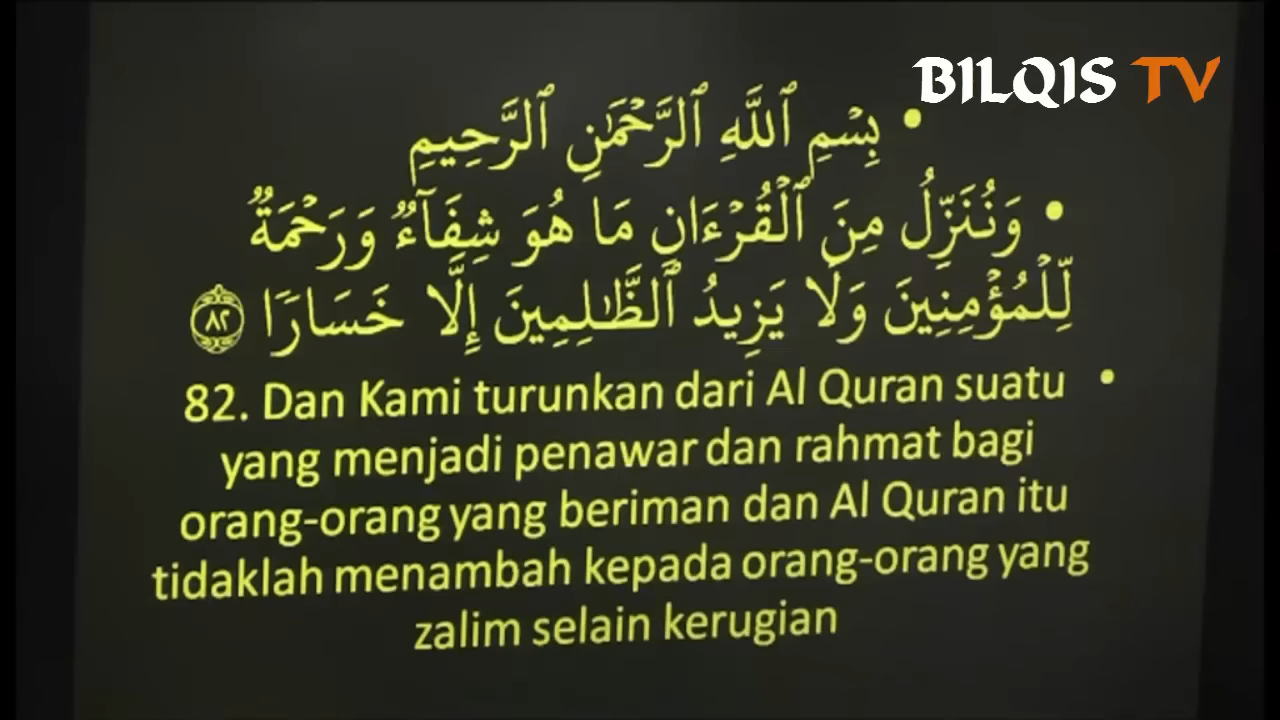 BILQIS TV
• بِسْمِ ٱللَّهِ ٱلرَّحْمَٰنِ ٱلرَّحِيمِ
• وَنُنَزِّلُ مِنَ ٱلْقُرْءَانِ مَا هُوَ شِفَآءٌ وَرَحْمَةٌ
لِّلْمُؤْمِنِينَ وَلَا يَزِيدُ ٱلظَّٰلِمِينَ إِلَّا خَسَارًا ٨٢
82. Dan Kami turunkan dari Al Quran suatu •
yang menjadi penawar dan rahmat bagi
orang-orang yang beriman dan Al Quran itu
tidaklah menambah kepada orang-orang yang
zalim selain kerugian